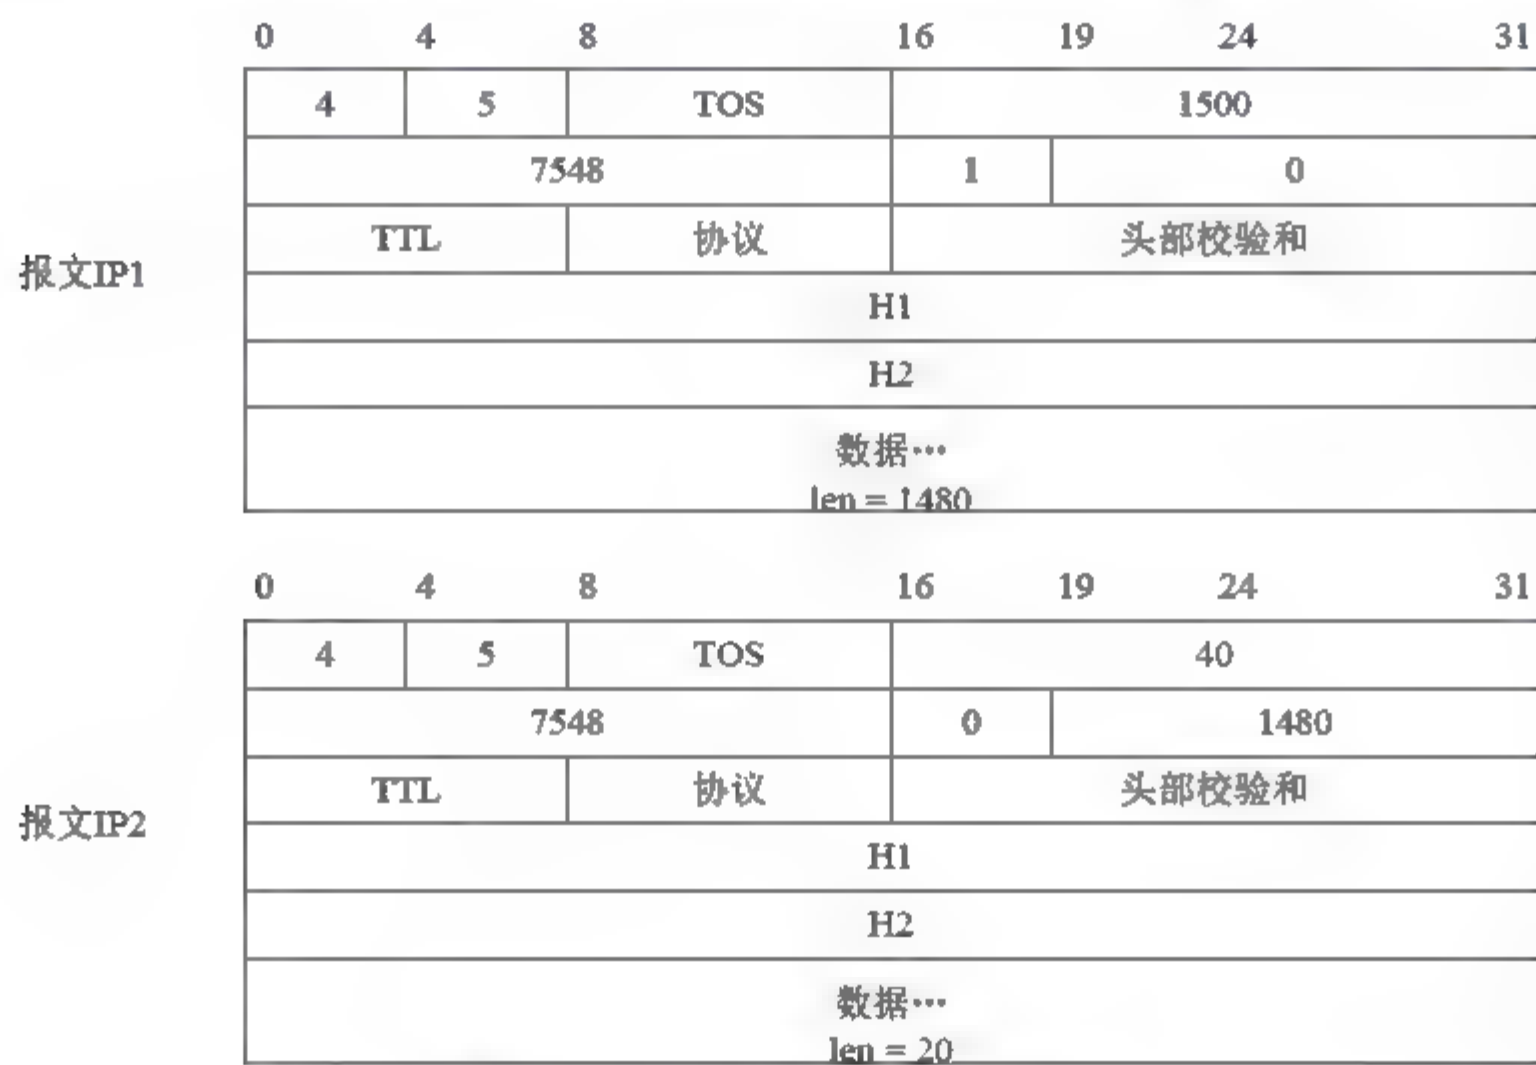 0 4 8 16 19 24 31
4 5 TOS 1500
7548 1 0
TTL 协议 头部校验和
报文IP1
H1
H2
数据…
len = 1480
0 4 8 16 19 24 31
4 5 TOS 40
7548 0 1480
TTL 协议 头部校验和
报文IP2
H1
H2
数据…
len = 20